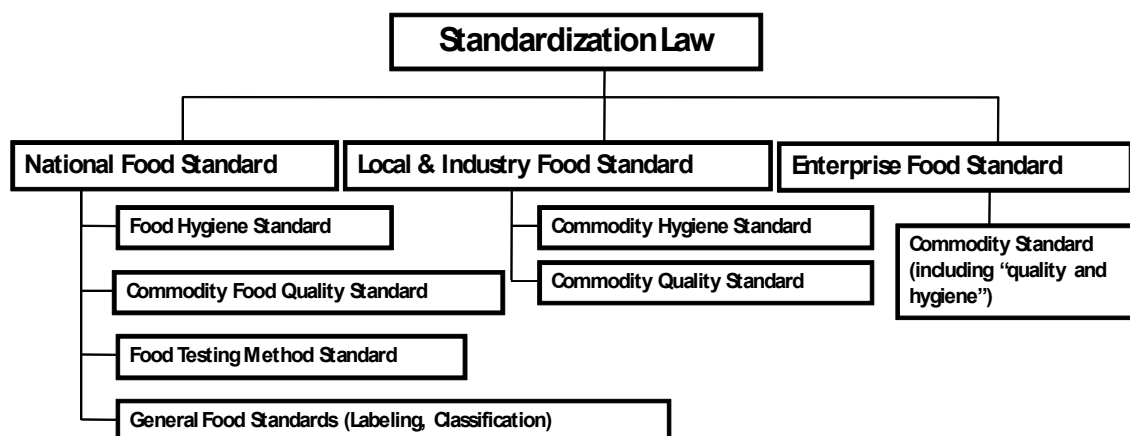 Standardization Law
National Food Standard
Local & Industry Food Standard
Enterprise Food Standard
Food Hygiene Standard
Commodity Food Quality Standard
Food Testing Method Standard
General Food Standards (Labeling, Classification)
Commodity Hygiene Standard
Commodity Quality Standard
Commodity Standard
(including “quality and
hygiene”)